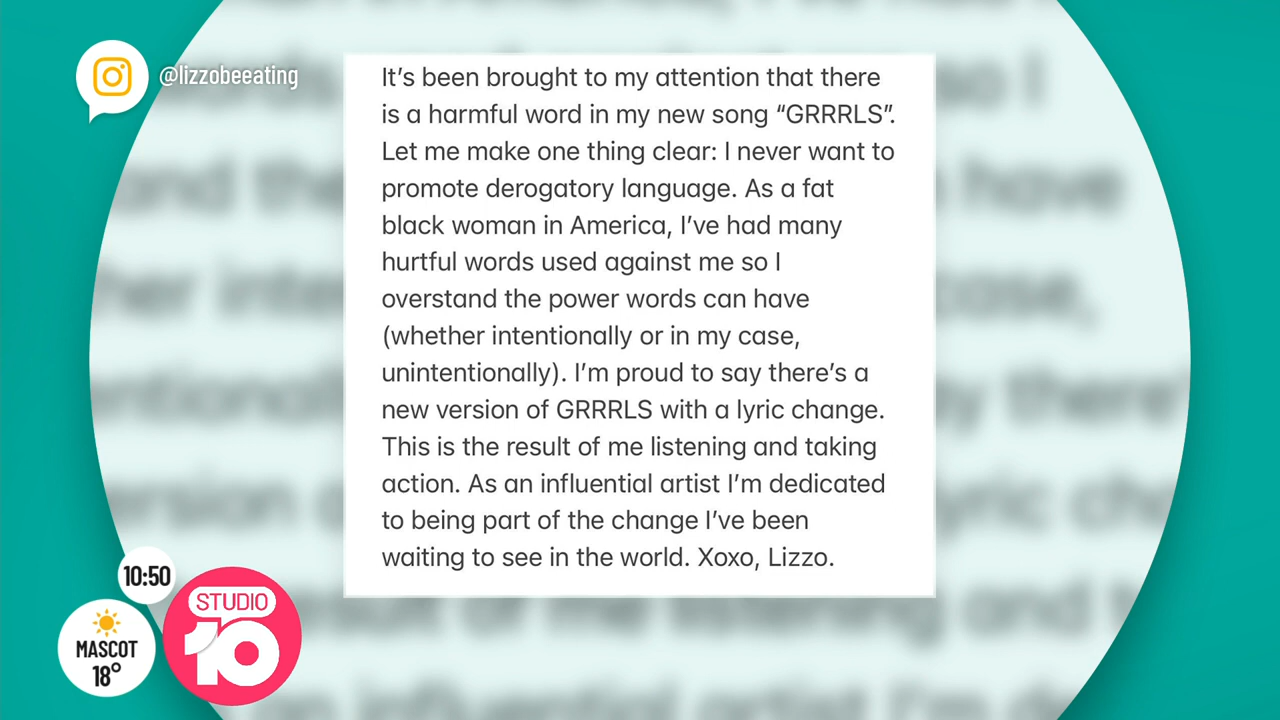 @lizzobeeating
It’s been brought to my attention that there
is a harmful word in my new song “GRRRLS”.
Let me make one thing clear: I never want to
promote derogatory language. As a fat
black woman in America, I’ve had many
hurtful words used against me so I
overstand the power words can have
(whether intentionally or in my case,
unintentionally). I’m proud to say there’s a
new version of GRRRLS with a lyric change.
This is the result of me listening and taking
action. As an influential artist I’m dedicated
to being part of the change I’ve been
waiting to see in the world. Xoxo, Lizzo.
10:50
STUDIO
10
MASCOT
18°